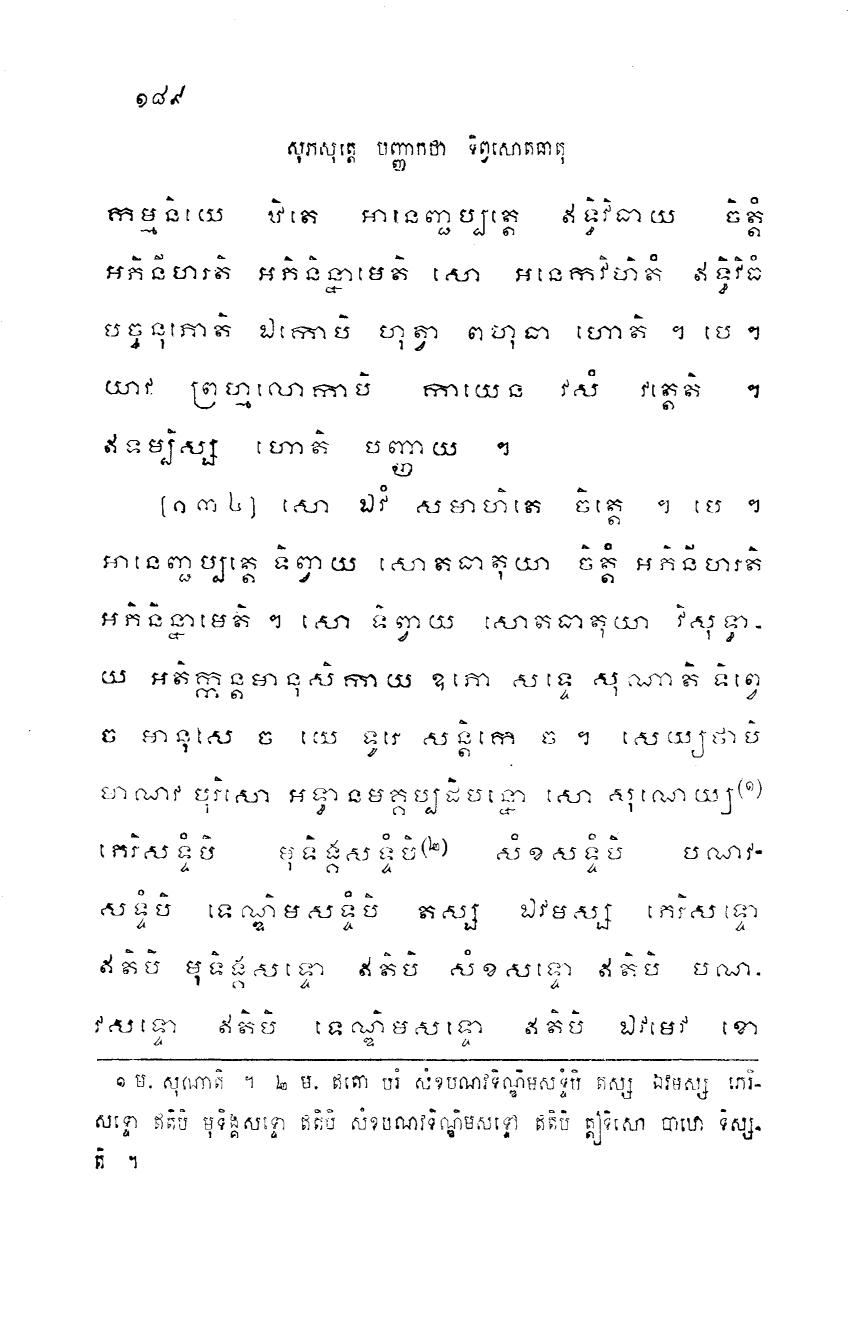 ១៨៩
សុភសុត្តេ បញ្ញាកថា ទិព្វសោតធាតុ
កម្មនិយេ ឋិតេ អានេញ្ជប្បត្តេ ឥទ្ធិវិធាយ ចិត្តំ
អភិនីហរតិ អភិនិន្នាមេតិ សោ អនេកវិហិតំ ឥទ្ធិវិធំ
បច្ចនុភោតិ ឯកោបិ ហុត្វា ពហុធា ហោតិ ។ បេ ។
យាវ ព្រហ្មលោកាបិ កាយេន វសំ វត្តេតិ ។
ឥទម្បិស្ស ហោតិ បញ្ញាយ ។
[១៣៤] សោ ឯវំ សមាហិតេ ចិត្តេ ។ បេ ។
អានេញ្ជប្បត្តេ ទិព្វាយ សោតធាតុយា ចិត្តំ អភិនីហរតិ
អភិនិន្នាមេតិ ។ សោ ទិព្វាយ សោតធាតុយា វិសុទ្ធា-
យ អតិក្កន្តមានុសិកាយ ឧភោ សទ្ទេ សុណាតិ ទិព្វេ
ច មានុសេ ច យេ ទូរេ សន្តិកេ ច ។ សេយ្យថាបិ
មាណវ បុរិសោ អទ្ធានមគ្គប្បដិបន្នោ សោ សុណេយ្យ(១)
ភេរិសទ្ទំបិ មុទិង្គសទ្ទំបិ(២) សំខសទ្ទំបិ បណវ-
សទ្ទំបិ ទេណ្ឌិមសទ្ទំបិ តស្ស ឯវមស្ស ភេរិសទ្ទោ
ឥតិបិ មុទិង្គសទ្ទោ ឥតិបិ សំខសទ្ទោ ឥតិបិ បណ-
វសទ្ទោ ឥតិបិ ទេណ្ឌិមសទ្ទោ ឥតិបិ ឯវមេវ ខោ
១ ម. សុណាតិ ។ ២ ម. ឥតោ បរំ សំខបណវទិណ្ឌិមសទ្ទំបិ តស្ស ឯវមស្ស ភេរិ-
សទ្ទោ ឥតិបិ មុទិង្គសទ្ទោ ឥតិបិ សំខបណវទិណ្ឌិមសទ្ទោ ឥតិបិ ឦទិសោ បាឋោ ទិស្ស-
តិ ។